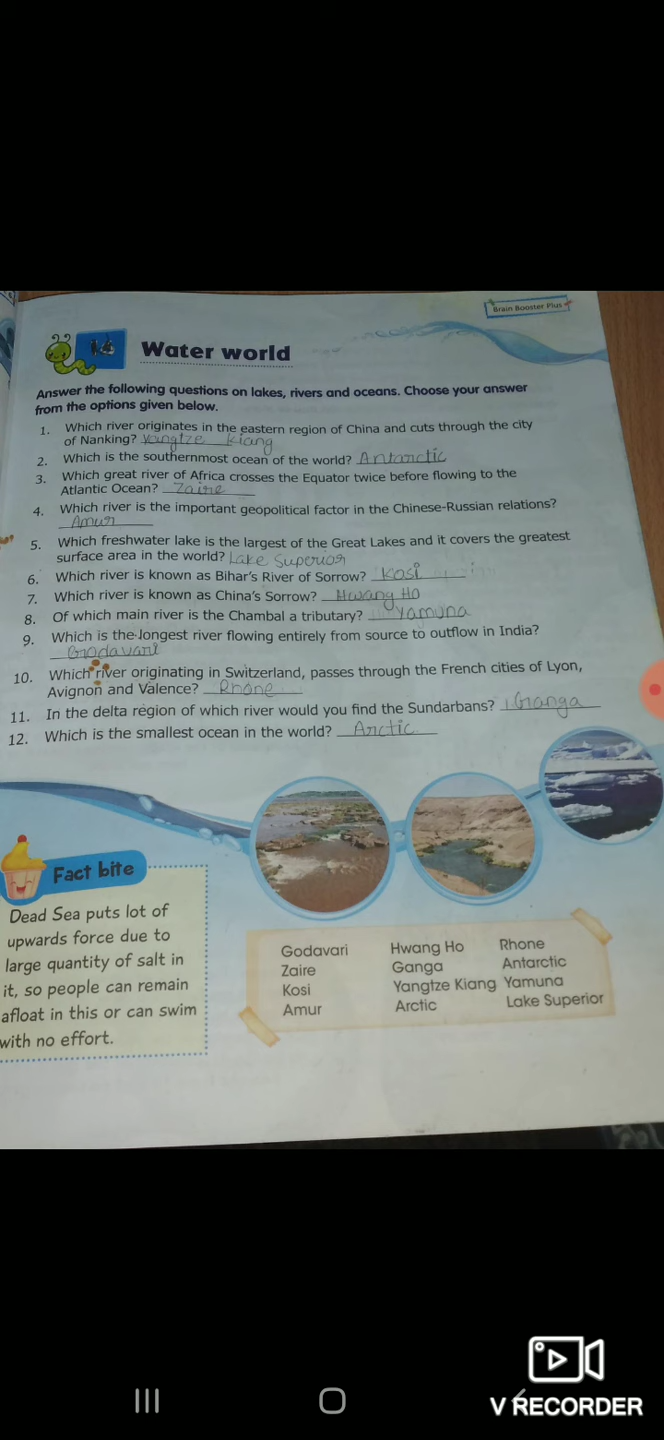 Brain Booster Plus
14
Water world
Answer the following questions on lakes, rivers and oceans. Choose your answer
from the options given below.
1. Which river originates in the eastern region of China and cuts through the city
of Nanking? Yangtze Kiang
2. Which is the southernmost ocean of the world? Antarctic
3. Which great river of Africa crosses the Equator twice before flowing to the
Atlantic Ocean? Zaire
4. Which river is the important geopolitical factor in the Chinese-Russian relations?
Amur
5. Which freshwater lake is the largest of the Great Lakes and it covers the greatest
surface area in the world? Lake Superior
6. Which river is known as Bihar's River of Sorrow? Kosi
7. Which river is known as China's Sorrow? Hwang Ho
8. Of which main river is the Chambal a tributary? Yamuna
9. Which is the longest river flowing entirely from source to outflow in India?
Godavari
10. Which river originating in Switzerland, passes through the French cities of Lyon,
Avignon and Valence? Rhone
11. In the delta region of which river would you find the Sundarbans? Ganga
12. Which is the smallest ocean in the world? Arctic
Fact bite
Dead Sea puts lot of
upwards force due to
large quantity of salt in
it, so people can remain
afloat in this or can swim
with no effort.
Godavari Hwang Ho Rhone
Zaire Ganga Antarctic
Kosi Yangtze Kiang Yamuna
Amur Arctic Lake Superior
V RECORDER